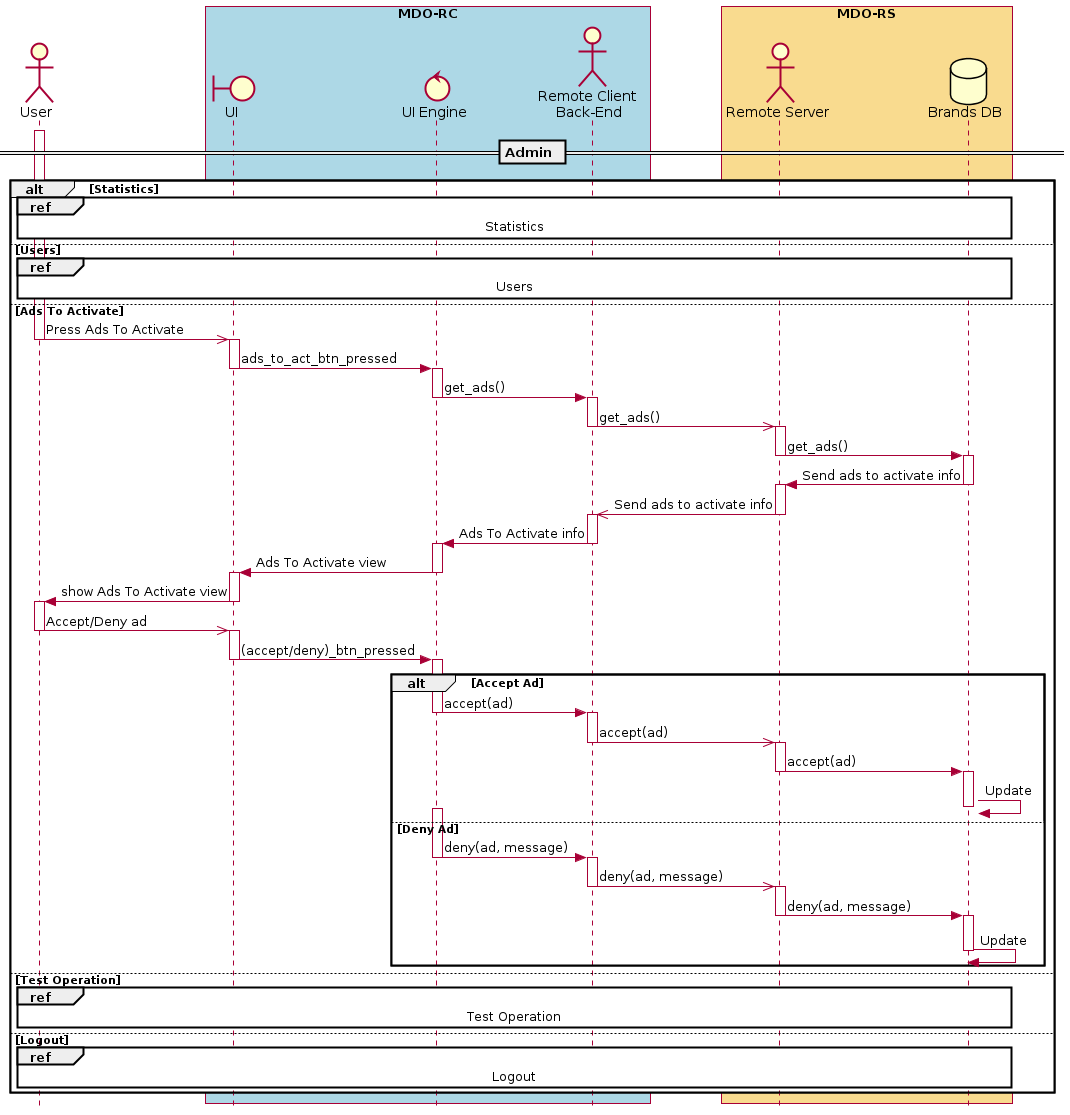 MDO-RC
MDO-RS
User
UI
UI Engine
Remote Client
Back-End
Remote Server
Brands DB
Admin
alt [Statistics]
ref
Statistics
[Users]
ref
Users
[Ads To Activate]
Press Ads To Activate
ads_to_act_btn_pressed
get_ads()
get_ads()
get_ads()
Send ads to activate info
Send ads to activate info
Ads To Activate info
Ads To Activate view
show Ads To Activate view
Accept/Deny ad
(accept/deny)_btn_pressed
alt [Accept Ad]
accept(ad)
accept(ad)
accept(ad)
Update
[Deny Ad]
deny(ad, message)
deny(ad, message)
deny(ad, message)
Update
[Test Operation]
ref
Test Operation
[Logout]
ref
Logout